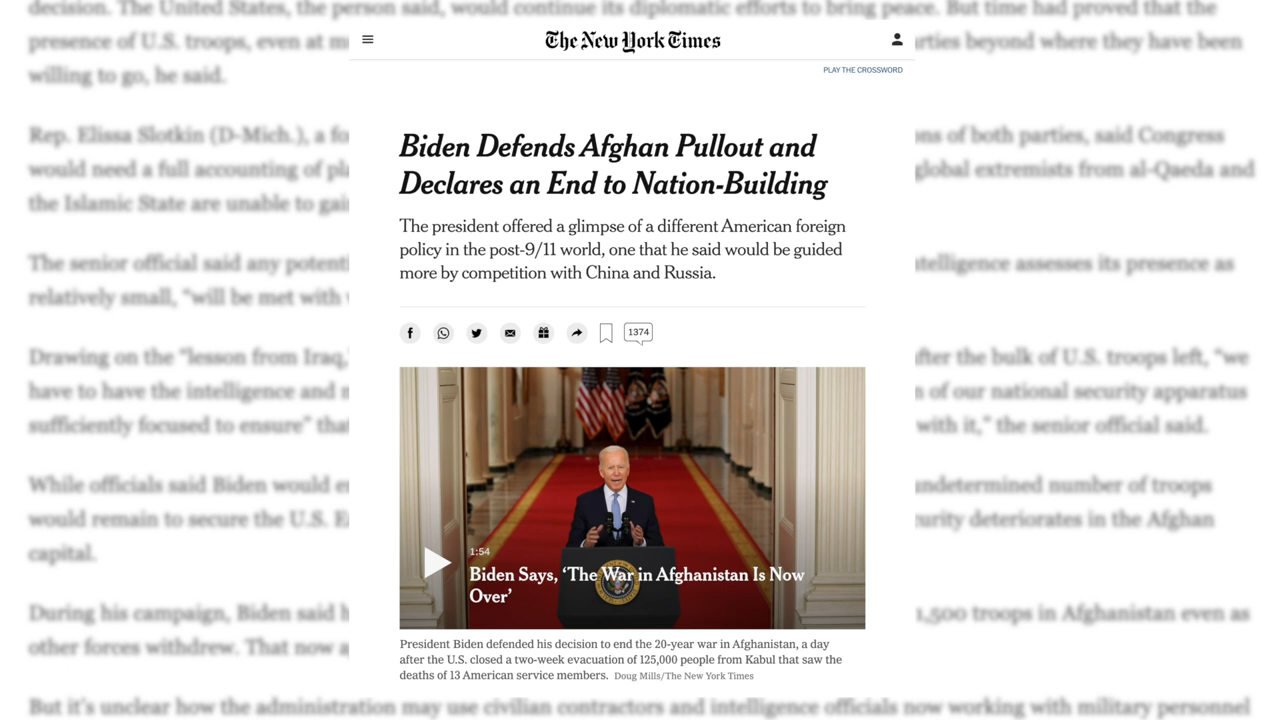 decision. The United States, the person said, would continue its diplomatic efforts to bring peace. But time had proved that the
presence of U.S. troops, even at m
rties beyond where they have been
willing to go, he said.
Rep. Elissa Slotkin (D-Mich.), a fo
ons of both parties, said Congress
would need a full accounting of pl
global extremists from al-Qaeda and
the Islamic State are unable to gai
The senior official said any potent
ntelligence assesses its presence as
relatively small, “will be met with
Drawing on the “lesson from Iraq,
after the bulk of U.S. troops left, “we
have to have the intelligence and
n of our national security apparatus
sufficiently focused to ensure” tha
with it,” the senior official said.
While officials said Biden would e
undetermined number of troops
would remain to secure the U.S. E
curity deteriorates in the Afghan
capital.
During his campaign, Biden said h
1,500 troops in Afghanistan even as
other forces withdrew. That now a
But it’s unclear how the administration may use civilian contractors and intelligence officials now working with military personnel
The New York Times
PLAY THE CROSSWORD
Biden Defends Afghan Pullout and
Declares an End to Nation-Building
The president offered a glimpse of a different American foreign
policy in the post-9/11 world, one that he said would be guided
more by competition with China and Russia.
1374
1:54
Biden Says, ‘The War in Afghanistan Is Now
Over’
President Biden defended his decision to end the 20-year war in Afghanistan, a day
after the U.S. closed a two-week evacuation of 125,000 people from Kabul that saw the
deaths of 13 American service members. Doug Mills/The New York Times